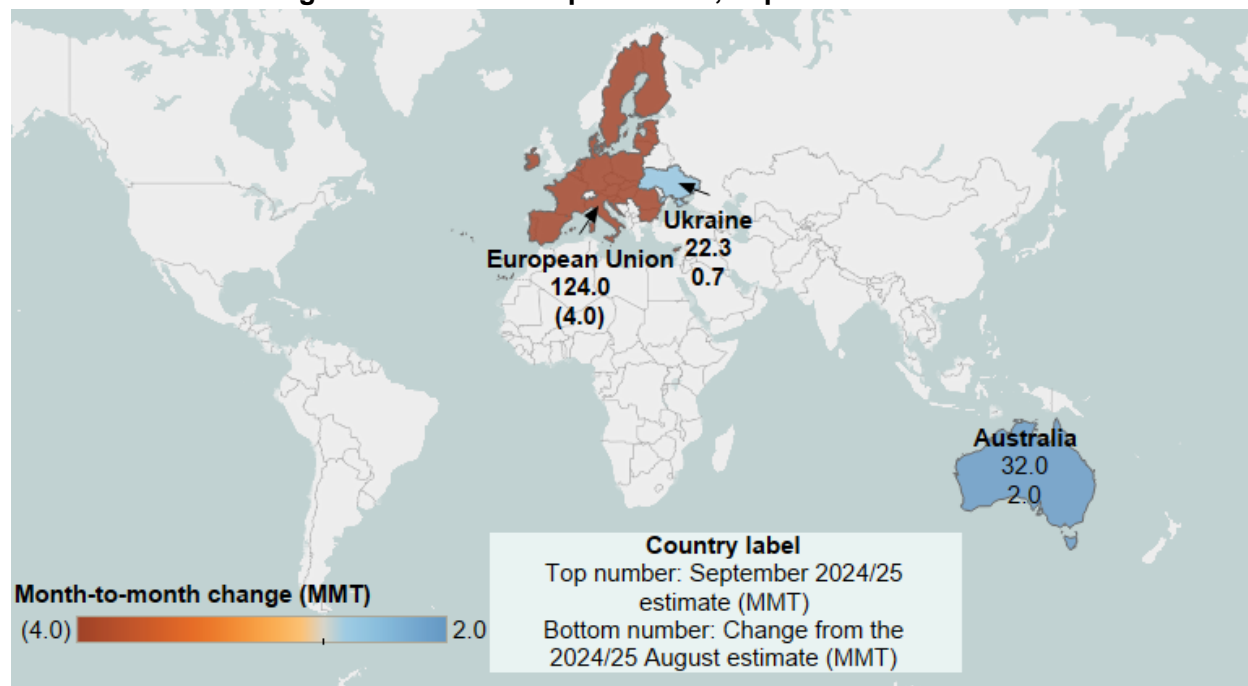 Ukraine
22.3
0.7
European Union
124.0
(4.0)
Australia
32.0
2.0
Country label
Top number: September 2024/25
estimate (MMT)
Bottom number: Change from the
2024/25 August estimate (MMT)
Month-to-month change (MMT)
(4.0)
2.0